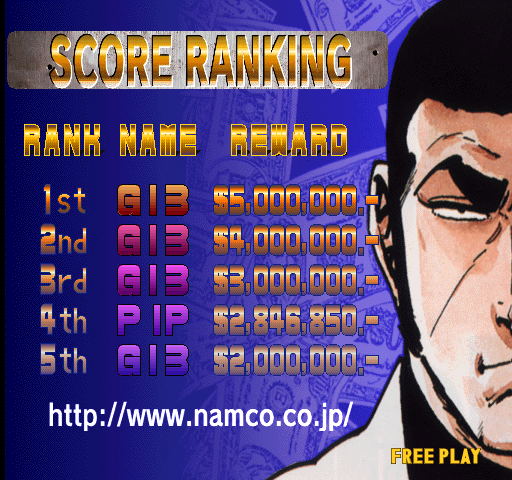 SCORE RANKING
RANK NAME REWARD
1st G13 $5,000,000.-
2nd G13 $4,000,000.-
3rd G13 $3,000,000.-
4th PIP $2,846,850.-
5th G13 $2,000,000.-
http://www.namco.co.jp/
FREE PLAY